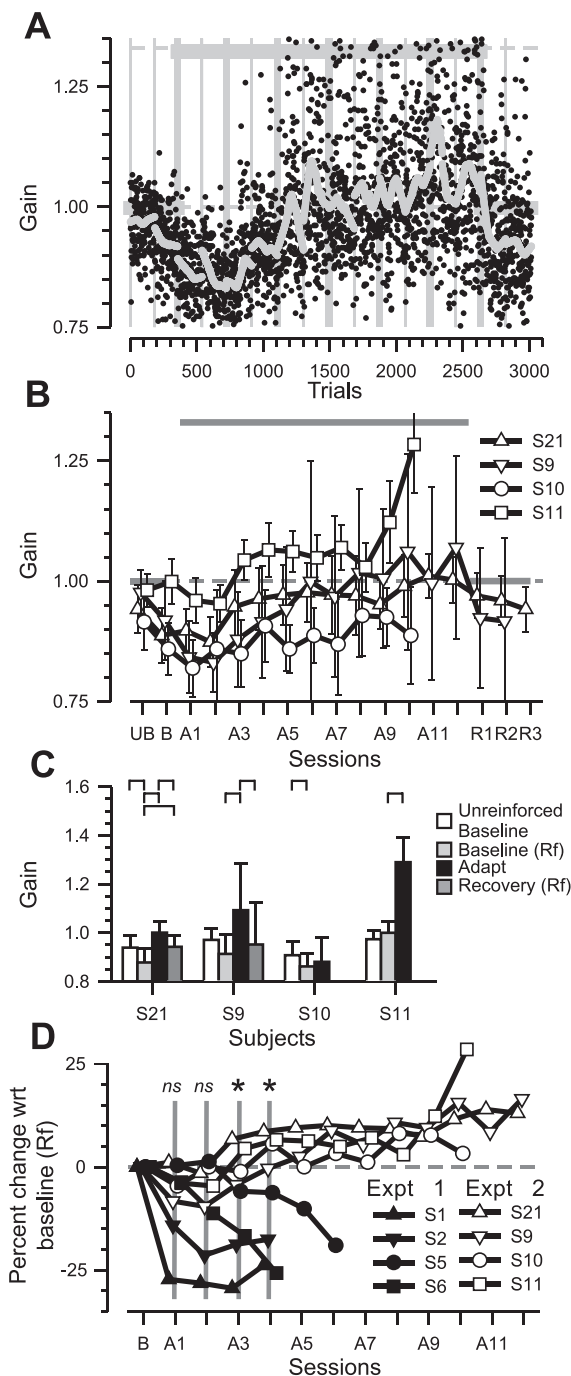 A
1.25
1.00
0.75
Gain
0 500 1000 1500 2000 2500 3000
Trials
B
1.25
1.00
0.75
Gain
S21
S9
S10
S11
UB B A1 A3 A5 A7 A9 A11 R1 R2 R3
Sessions
C
1.6
1.4
1.2
1.0
0.8
Gain
Unreinforced
Baseline
Baseline (Rf)
Adapt
Recovery (Rf)
S21 S9 S10 S11
Subjects
D
25
0
-25
Percent change wrt
baseline (Rf)
ns ns * *
Expt 1 Expt 2
S1 S21
S2 S9
S5 S10
S6 S11
B A1 A3 A5 A7 A9 A11
Sessions